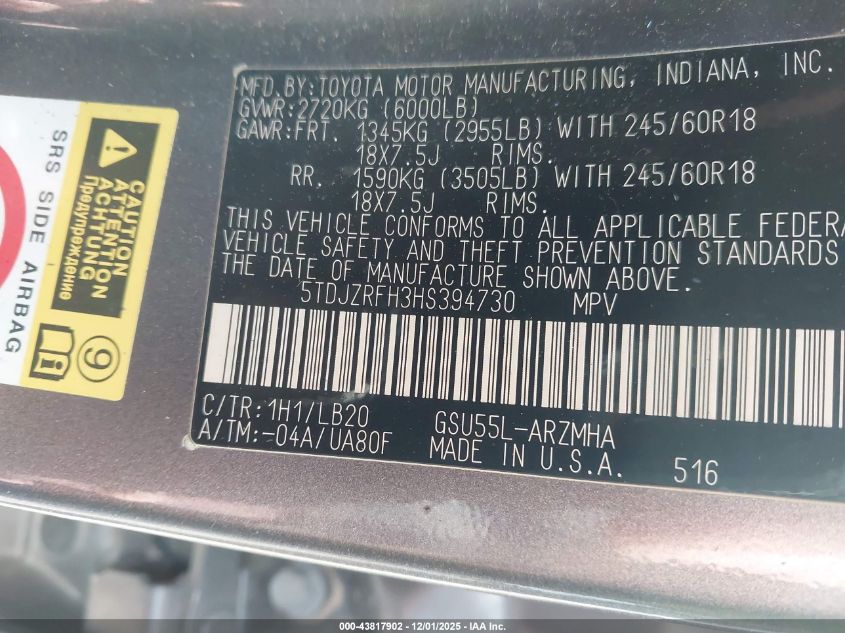 MFD.BY:TOYOTA MOTOR MANUFACTURING, INDIANA, INC.
GVWR:2720KG (6000LB)
GAWR:FRT. 1345KG (2955LB) WITH 245/60R18
18X7.5J RIMS.
RR. 1590KG (3505LB) WITH 245/60R18
18X7.5J RIMS.
THIS VEHICLE CONFORMS TO ALL APPLICABLE FEDERA
VEHICLE SAFETY AND THEFT PREVENTION STANDARDS
THE DATE OF MANUFACTURE SHOWN ABOVE.
5TDJZRFH3HS394730 MPV
C/TR:1H1/LB20 GSU55L-ARZMHA
A/TM:-04A/UA80F MADE IN U.S.A. 516
SRS SIDE AIRBAG
CAUTION
ATTENTION
ACHTUNG
Предупреждение
9
000-43817902 - 12/01/2025 - IAA Inc.